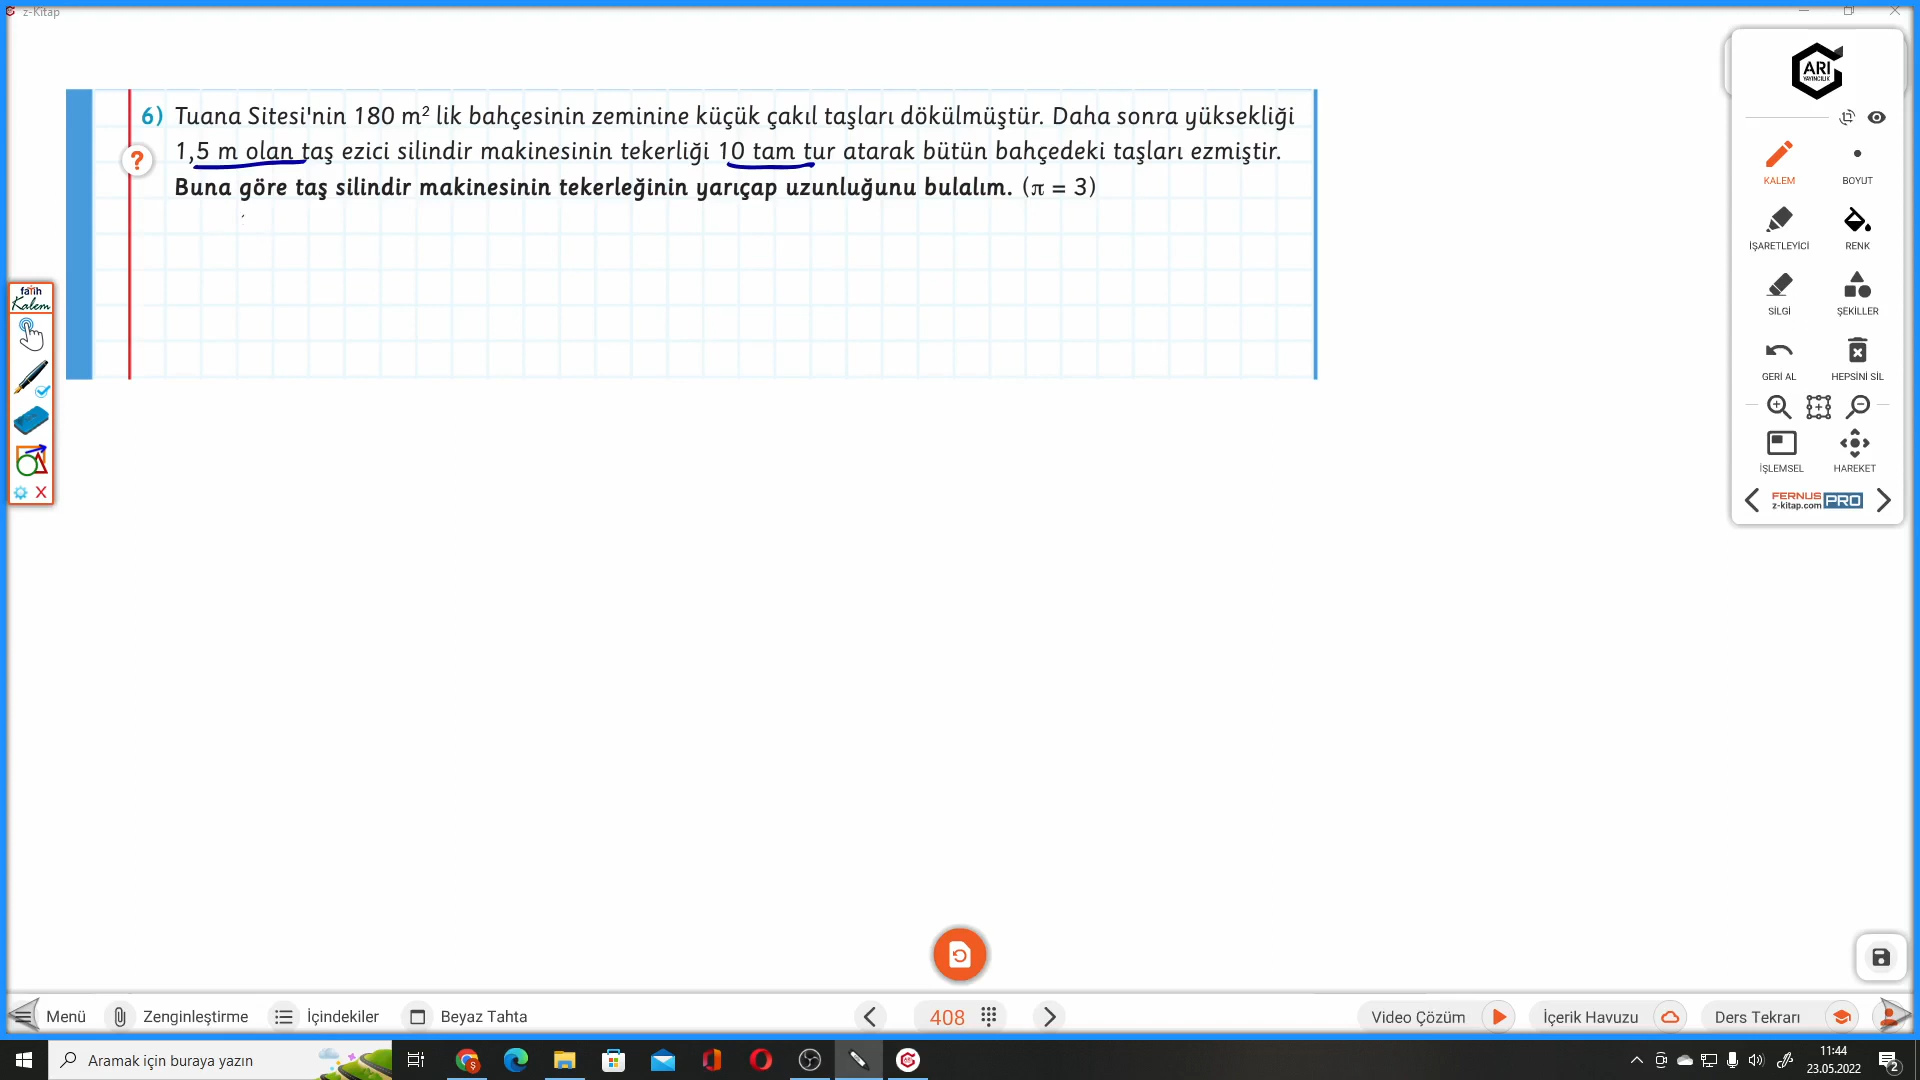 z-Kitap
6) Tuana Sitesi'nin 180 m² lik bahçesinin zeminine küçük çakıl taşları dökülmüştür. Daha sonra yüksekliği
1,5 m olan taş ezici silindir makinesinin tekerliği 10 tam tur atarak bütün bahçedeki taşları ezmiştir.
?
Buna göre taş silindir makinesinin tekerleğinin yarıçap uzunluğunu bulalım. (π = 3)
fatih
Kalem
ARI
YAYINCILIK
KALEM
BOYUT
İŞARETLEYİCİ
RENK
SİLGİ
ŞEKİLLER
GERİ AL
HEPSİNİ SİL
İŞLEMSEL
HAREKET
FERNUS
z-kitap.com
PRO
Menü
Zenginleştirme
İçindekiler
Beyaz Tahta
408
Video Çözüm
İçerik Havuzu
Ders Tekrarı
Aramak için buraya yazın
11:44
23.05.2022
2